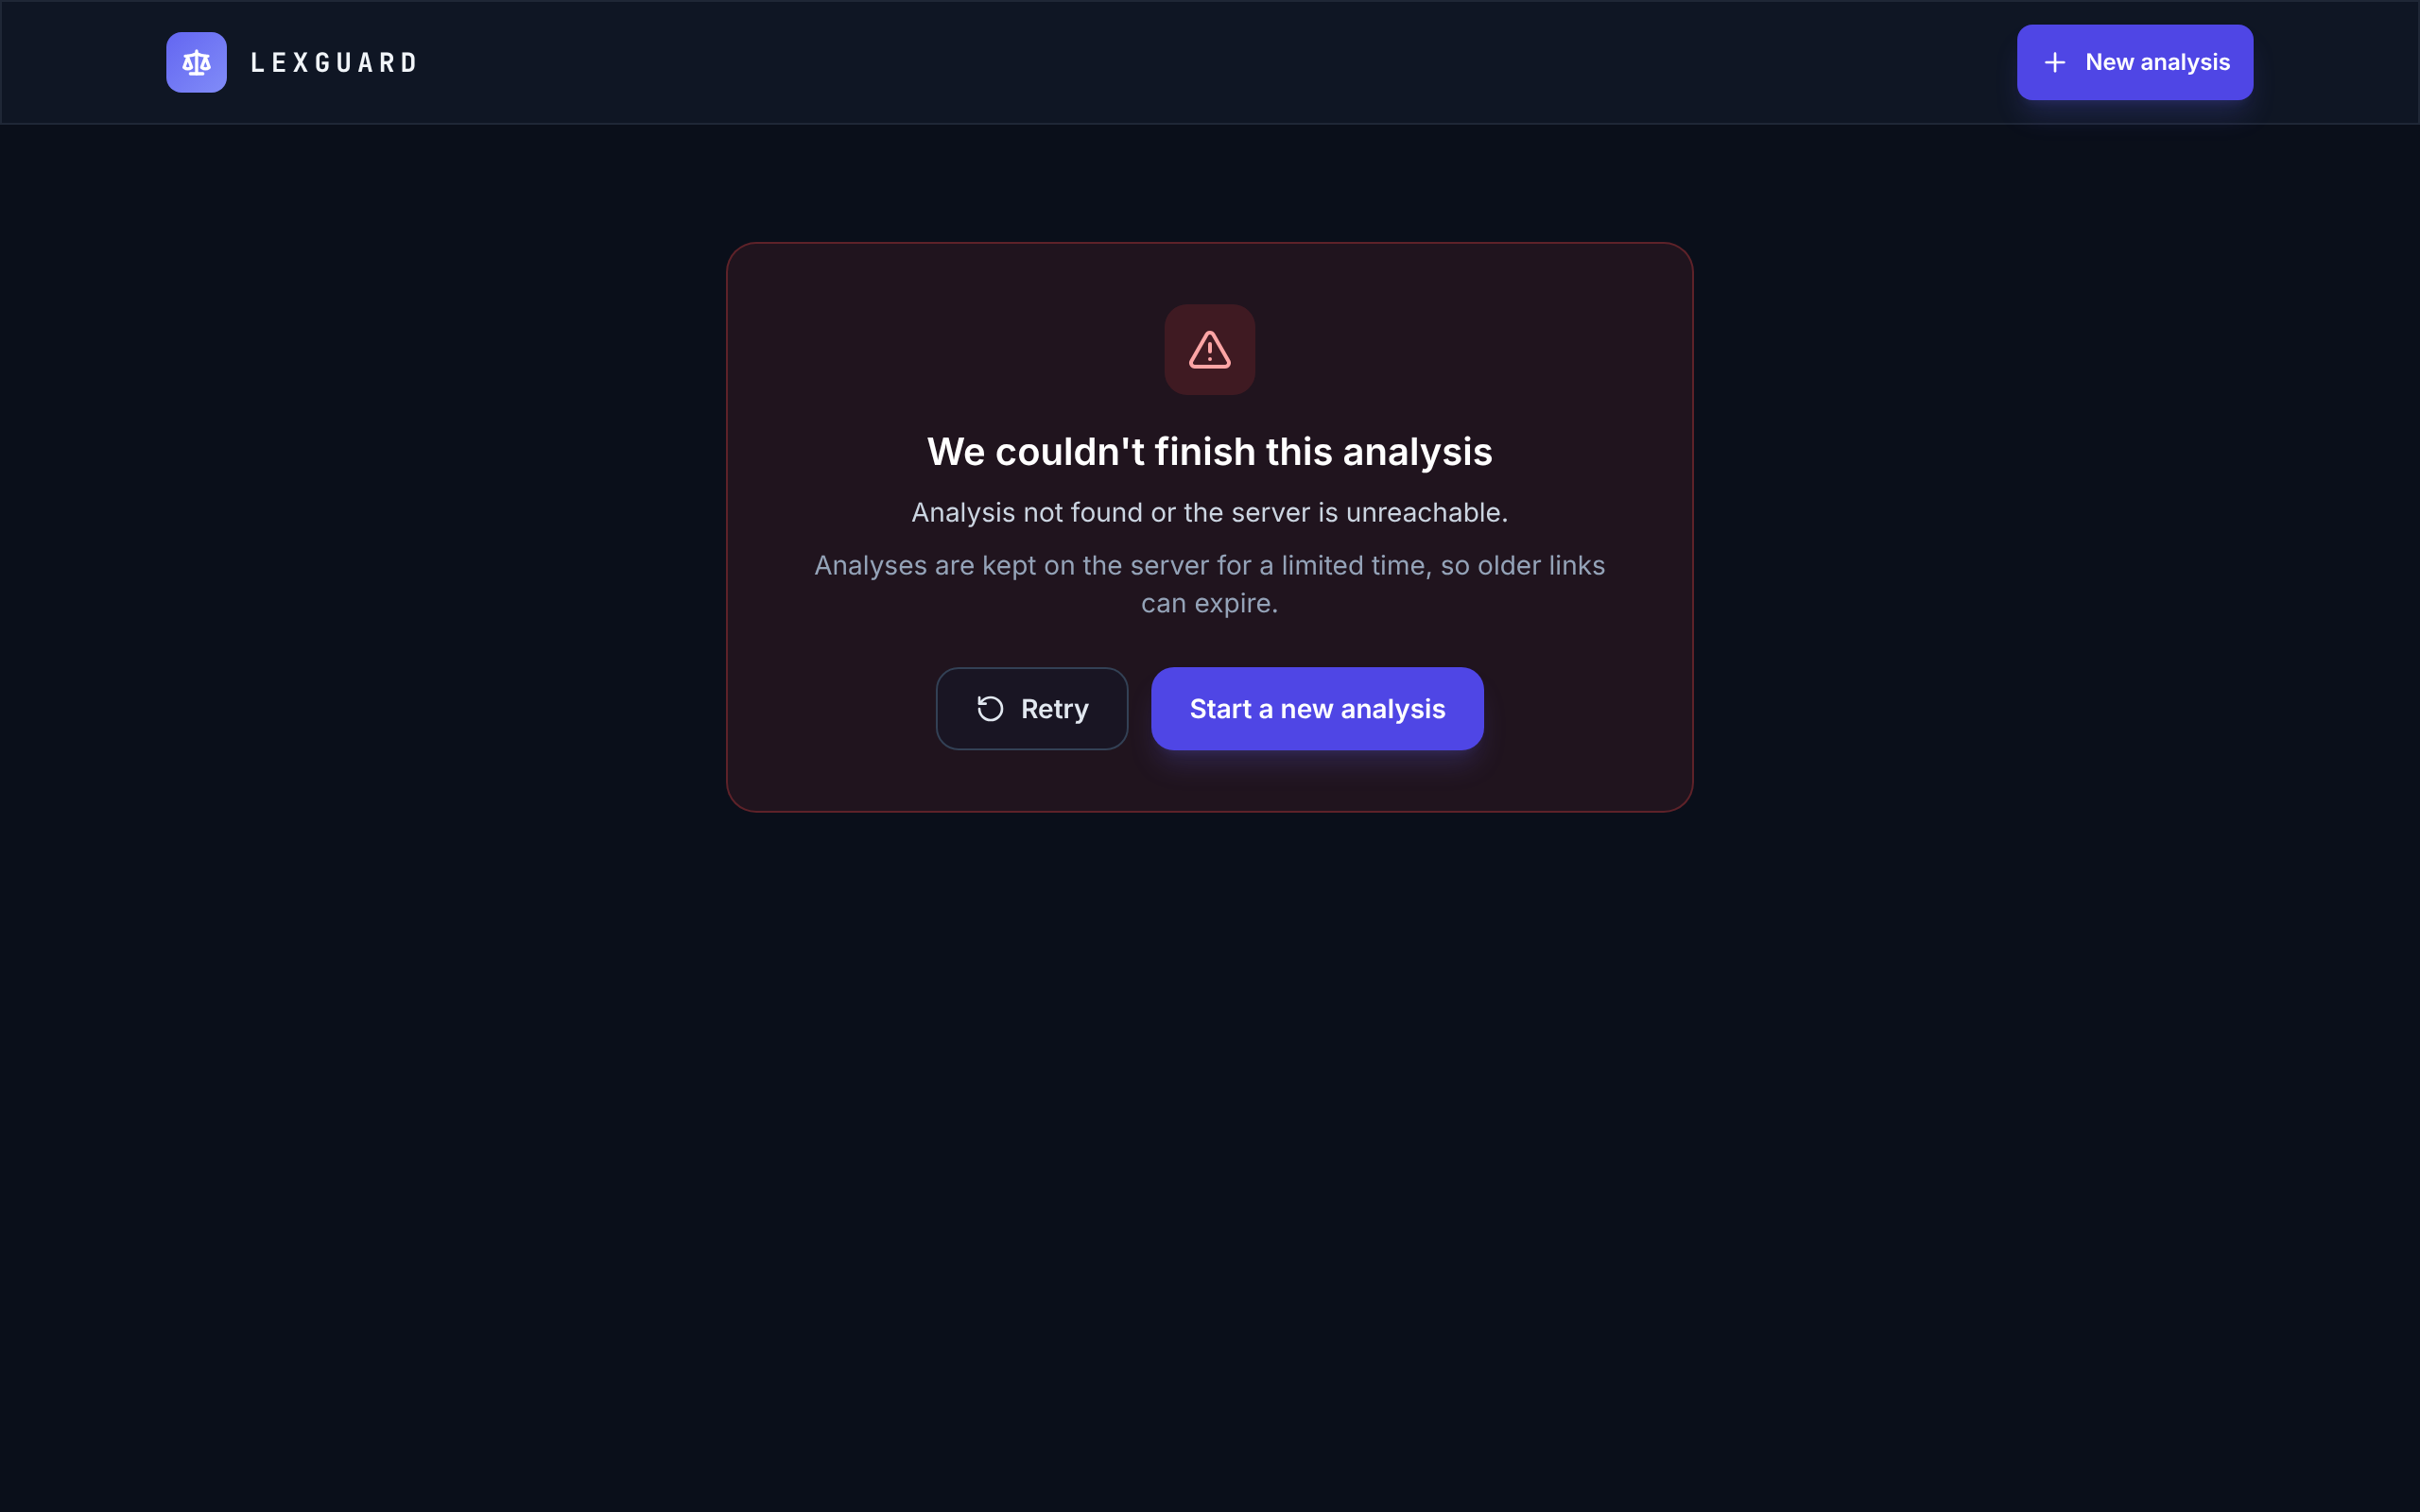 LEXGUARD
New analysis
We couldn't finish this analysis
Analysis not found or the server is unreachable.
Analyses are kept on the server for a limited time, so older links
can expire.
Retry
Start a new analysis